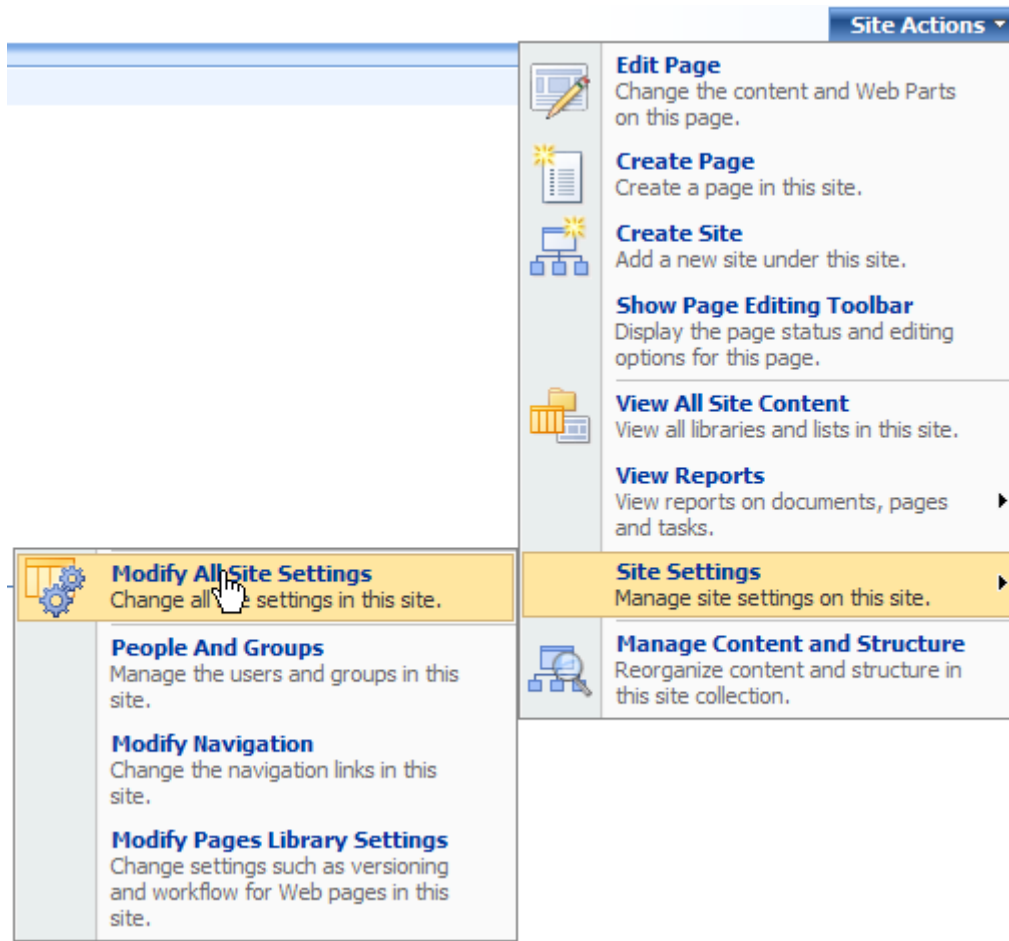 Site Actions
Edit Page
Change the content and Web Parts
on this page.
Create Page
Create a page in this site.
Create Site
Add a new site under this site.
Show Page Editing Toolbar
Display the page status and editing
options for this page.
View All Site Content
View all libraries and lists in this site.
View Reports
View reports on documents, pages
and tasks.
Site Settings
Manage site settings on this site.
Manage Content and Structure
Reorganize content and structure in
this site collection.
Modify All Site Settings
Change all settings in this site.
People And Groups
Manage the users and groups in this
site.
Modify Navigation
Change the navigation links in this
site.
Modify Pages Library Settings
Change settings such as versioning
and workflow for Web pages in this
site.